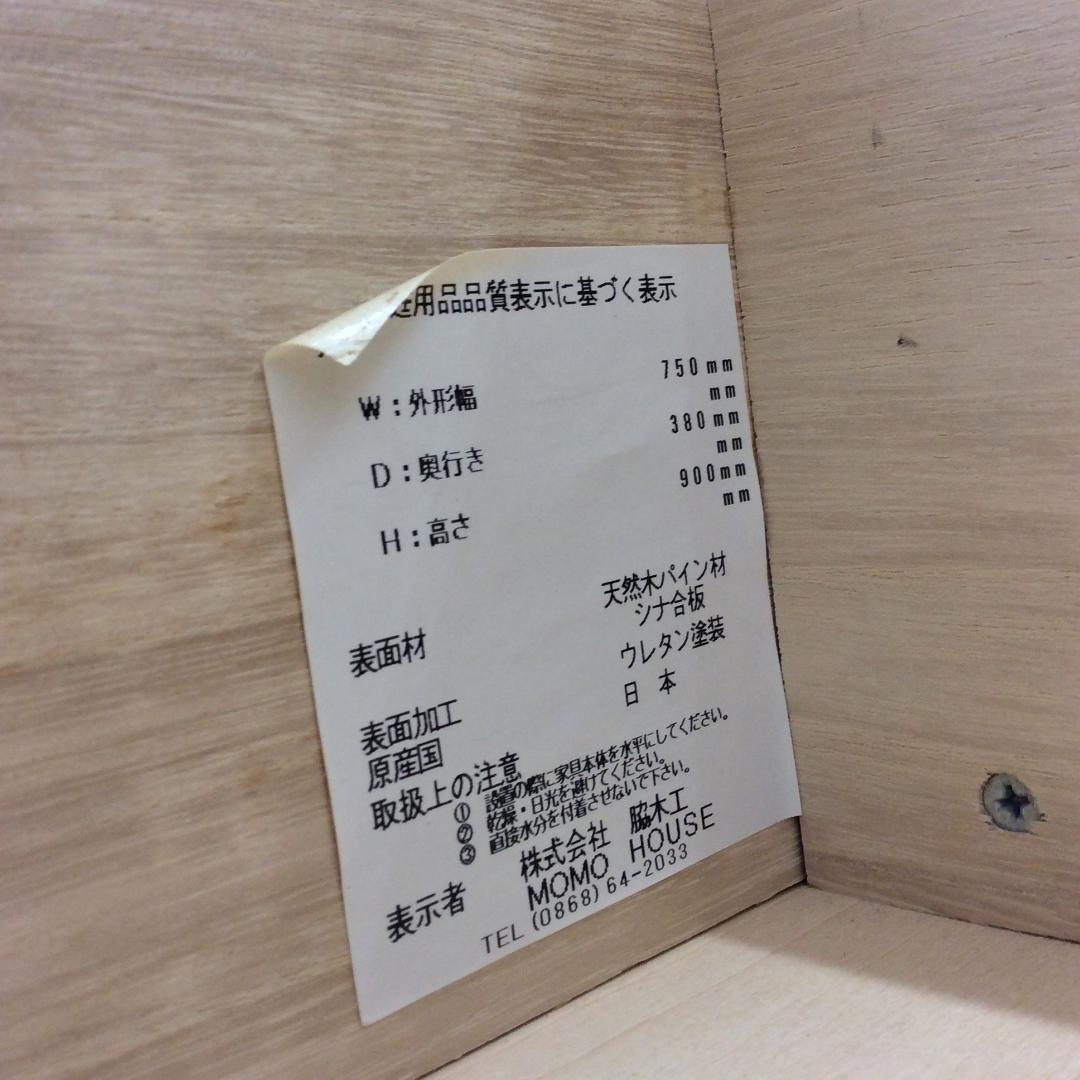 用品品質表示に基づく表示
W：外形幅 750mm
mm
D：奥行き 380mm
mm
H：高さ 900mm
mm
表面材 天然木パイン材
シナ合板
表面加工 ウレタン塗装
原産国 日本
取扱上の注意
① 設置の際に家具本体を水平にしてください。
② 乾燥・日光を避けてください。
③ 直接水分を付着させないで下さい。
表示者 株式会社 脇木工
MOMO HOUSE
TEL (0868) 64-2033